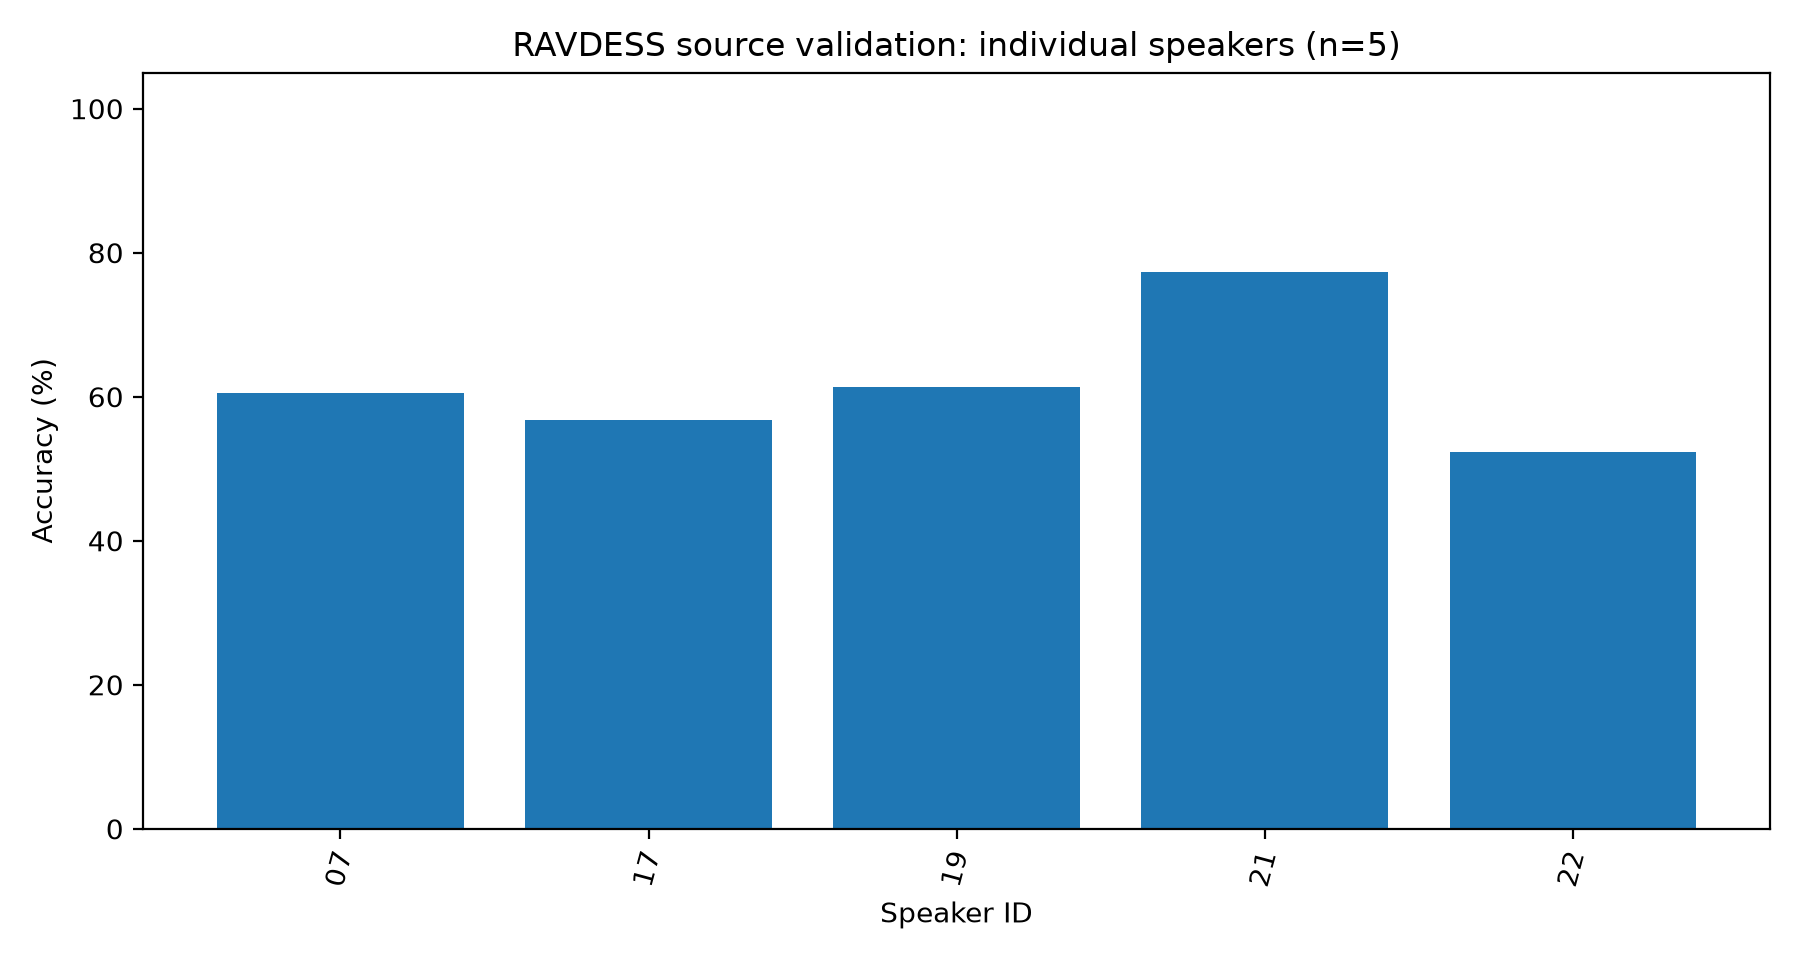 RAVDESS source validation: individual speakers (n=5)
100
80
60
40
20
0
Accuracy (%)
07 17 19 21 22
Speaker ID